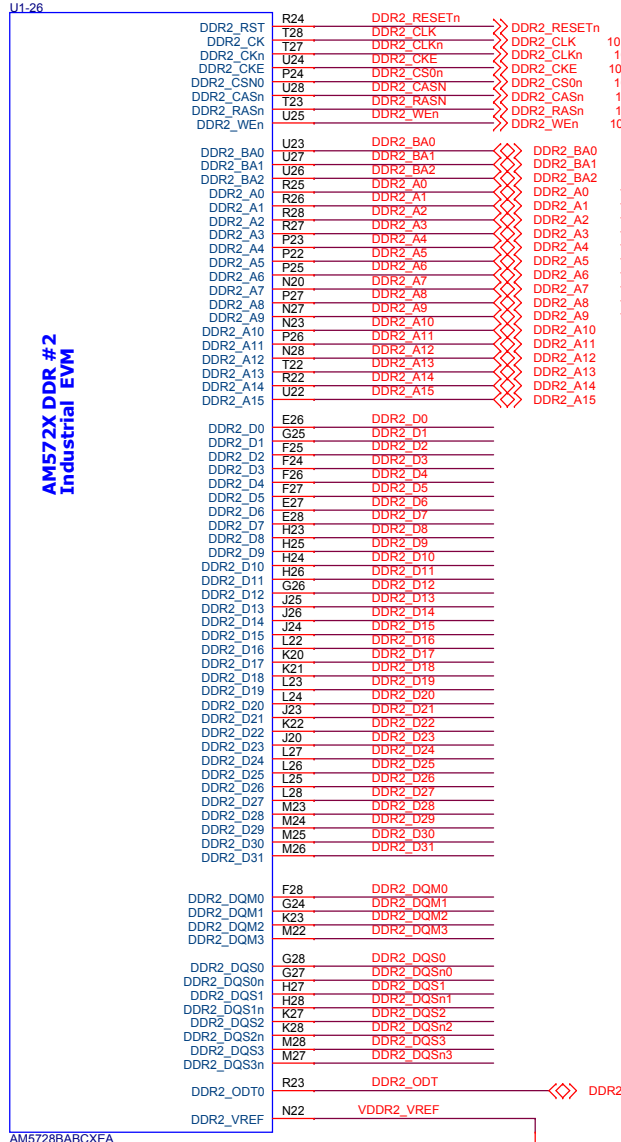 U1-26
DDR2_RST R24 DDR2_RESETn DDR2_RESETn
DDR2_CK T28 DDR2_CLK DDR2_CLK 10
DDR2_CKn T27 DDR2_CLKn DDR2_CLKn 1
DDR2_CKE U24 DDR2_CKE DDR2_CKE 10
DDR2_CSN0 P24 DDR2_CS0n DDR2_CS0n 1
DDR2_CASn U28 DDR2_CASN DDR2_CASn 1
DDR2_RASn T23 DDR2_RASN DDR2_RASn 1
DDR2_WEn U25 DDR2_WEn DDR2_WEn 10
DDR2_BA0 U23 DDR2_BA0 DDR2_BA0
DDR2_BA1 U27 DDR2_BA1 DDR2_BA1
DDR2_BA2 U26 DDR2_BA2 DDR2_BA2
DDR2_A0 R25 DDR2_A0 DDR2_A0
DDR2_A1 R26 DDR2_A1 DDR2_A1
DDR2_A2 R28 DDR2_A2 DDR2_A2
DDR2_A3 R27 DDR2_A3 DDR2_A3
DDR2_A4 P23 DDR2_A4 DDR2_A4
DDR2_A5 P22 DDR2_A5 DDR2_A5
DDR2_A6 P25 DDR2_A6 DDR2_A6
DDR2_A7 N20 DDR2_A7 DDR2_A7
DDR2_A8 P27 DDR2_A8 DDR2_A8
DDR2_A9 N27 DDR2_A9 DDR2_A9
DDR2_A10 N23 DDR2_A10 DDR2_A10
DDR2_A11 P26 DDR2_A11 DDR2_A11
DDR2_A12 N28 DDR2_A12 DDR2_A12
DDR2_A13 T22 DDR2_A13 DDR2_A13
DDR2_A14 R22 DDR2_A14 DDR2_A14
DDR2_A15 U22 DDR2_A15 DDR2_A15
AM572X DDR #2
Industrial EVM
DDR2_D0 E26 DDR2_D0
DDR2_D1 G25 DDR2_D1
DDR2_D2 F25 DDR2_D2
DDR2_D3 F24 DDR2_D3
DDR2_D4 F26 DDR2_D4
DDR2_D5 F27 DDR2_D5
DDR2_D6 E27 DDR2_D6
DDR2_D7 E28 DDR2_D7
DDR2_D8 H23 DDR2_D8
DDR2_D9 H25 DDR2_D9
DDR2_D10 H24 DDR2_D10
DDR2_D11 H26 DDR2_D11
DDR2_D12 G26 DDR2_D12
DDR2_D13 J25 DDR2_D13
DDR2_D14 J26 DDR2_D14
DDR2_D15 J24 DDR2_D15
DDR2_D16 L22 DDR2_D16
DDR2_D17 K20 DDR2_D17
DDR2_D18 K21 DDR2_D18
DDR2_D19 L23 DDR2_D19
DDR2_D20 L24 DDR2_D20
DDR2_D21 J23 DDR2_D21
DDR2_D22 K22 DDR2_D22
DDR2_D23 J20 DDR2_D23
DDR2_D24 L27 DDR2_D24
DDR2_D25 L26 DDR2_D25
DDR2_D26 L25 DDR2_D26
DDR2_D27 L28 DDR2_D27
DDR2_D28 M23 DDR2_D28
DDR2_D29 M24 DDR2_D29
DDR2_D30 M25 DDR2_D30
DDR2_D31 M26 DDR2_D31
DDR2_DQM0 F28 DDR2_DQM0
DDR2_DQM1 G24 DDR2_DQM1
DDR2_DQM2 K23 DDR2_DQM2
DDR2_DQM3 M22 DDR2_DQM3
DDR2_DQS0 G28 DDR2_DQS0
DDR2_DQS0n G27 DDR2_DQSn0
DDR2_DQS1 H27 DDR2_DQS1
DDR2_DQS1n H28 DDR2_DQSn1
DDR2_DQS2 K27 DDR2_DQS2
DDR2_DQS2n K28 DDR2_DQSn2
DDR2_DQS3 M28 DDR2_DQS3
DDR2_DQS3n M27 DDR2_DQSn3
DDR2_ODT0 R23 DDR2_ODT DDR2
DDR2_VREF N22 VDDR2_VREF
AM5728BABCXEA